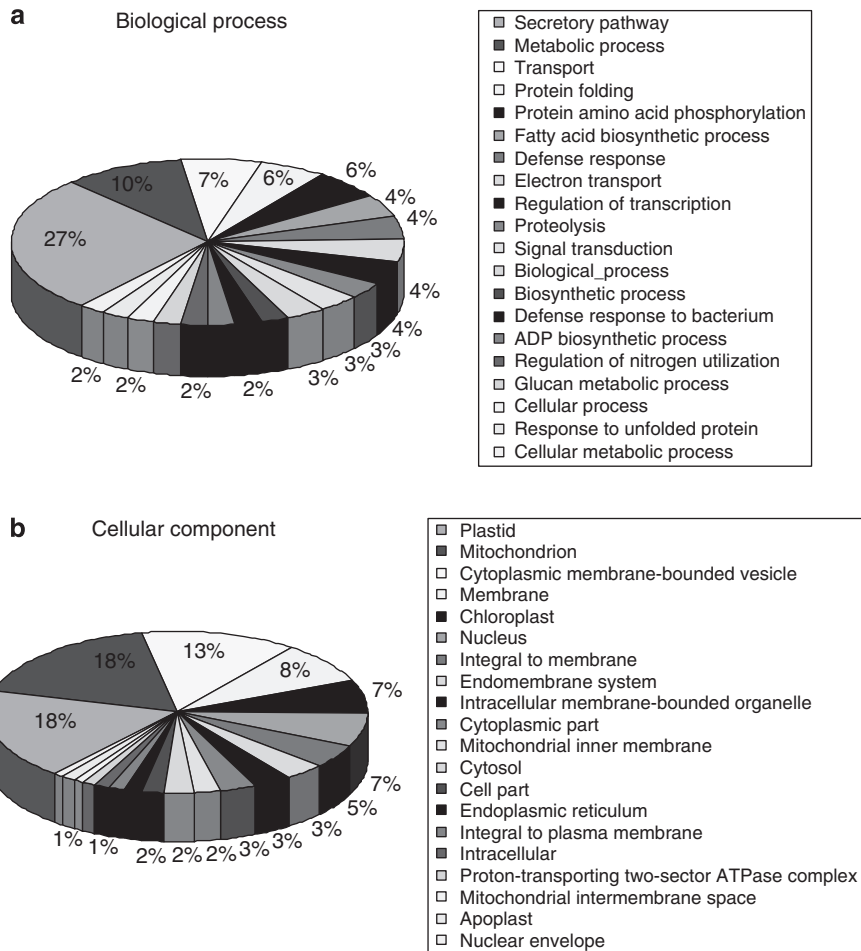 a
Biological process
Secretory pathway
Metabolic process
Transport
Protein folding
Protein amino acid phosphorylation
Fatty acid biosynthetic process
Defense response
Electron transport
Regulation of transcription
Proteolysis
Signal transduction
Biological_process
Biosynthetic process
Defense response to bacterium
ADP biosynthetic process
Regulation of nitrogen utilization
Glucan metabolic process
Cellular process
Response to unfolded protein
Cellular metabolic process
27%
10%
7%
6%
6%
4%
4%
4%
4%
3%
3%
3%
2%
2%
2%
2%
b
Cellular component
Plastid
Mitochondrion
Cytoplasmic membrane-bounded vesicle
Membrane
Chloroplast
Nucleus
Integral to membrane
Endomembrane system
Intracellular membrane-bounded organelle
Cytoplasmic part
Mitochondrial inner membrane
Cytosol
Cell part
Endoplasmic reticulum
Integral to plasma membrane
Intracellular
Proton-transporting two-sector ATPase complex
Mitochondrial intermembrane space
Apoplast
Nuclear envelope
18%
18%
13%
8%
7%
7%
5%
3%
3%
3%
2%
2%
2%
1%
1%